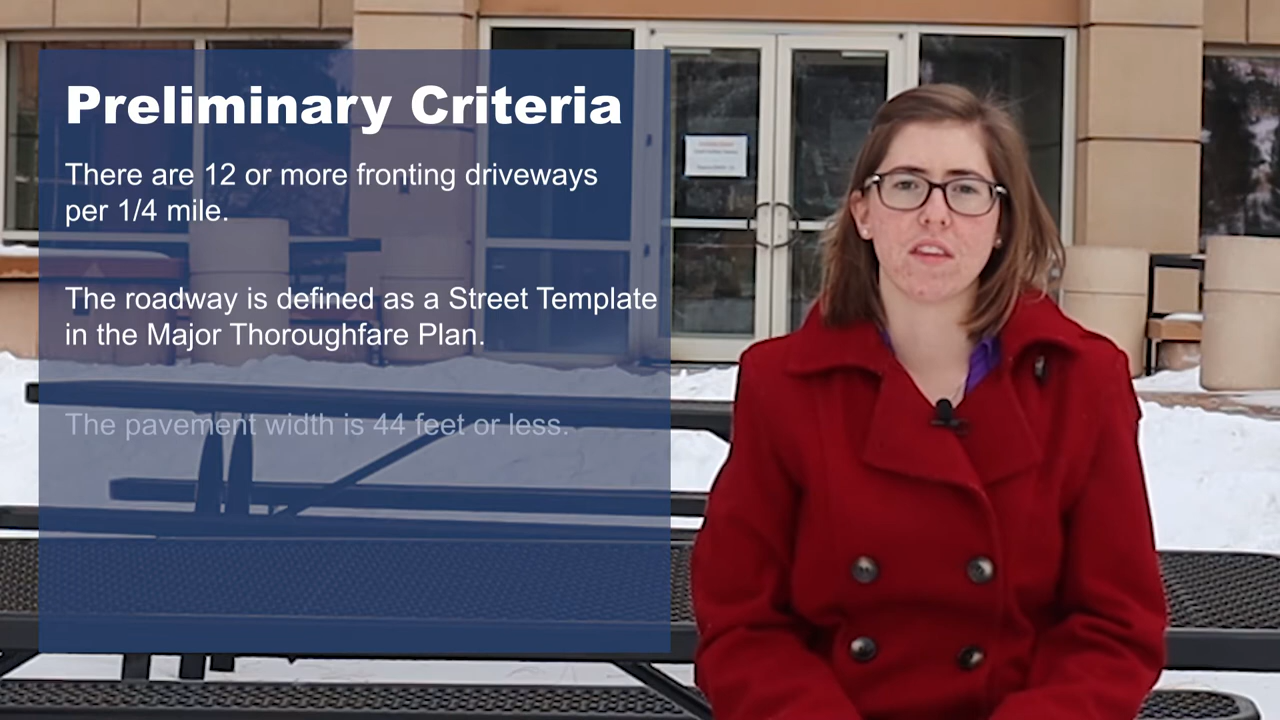 Preliminary Criteria
There are 12 or more fronting driveways
per 1/4 mile.
The roadway is defined as a Street Template
in the Major Thoroughfare Plan.
The pavement width is 44 feet or less.